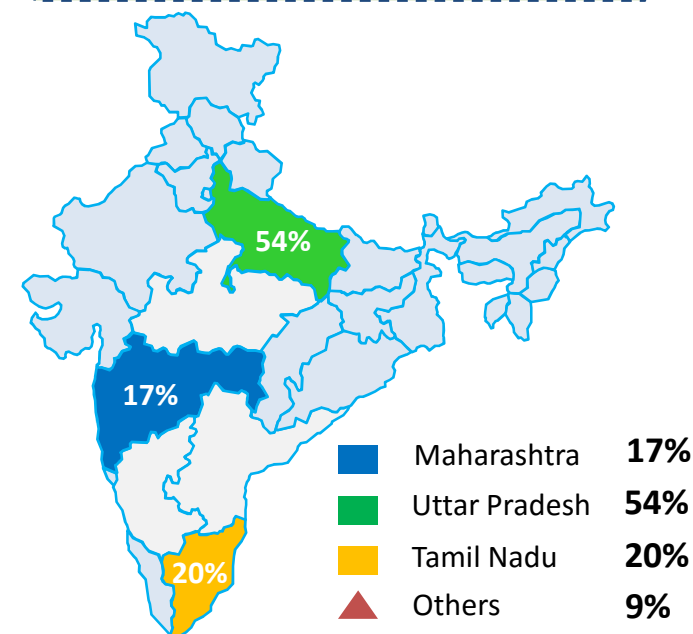 54%
17%
Maharashtra 17%
Uttar Pradesh 54%
Tamil Nadu 20%
20%
Others 9%